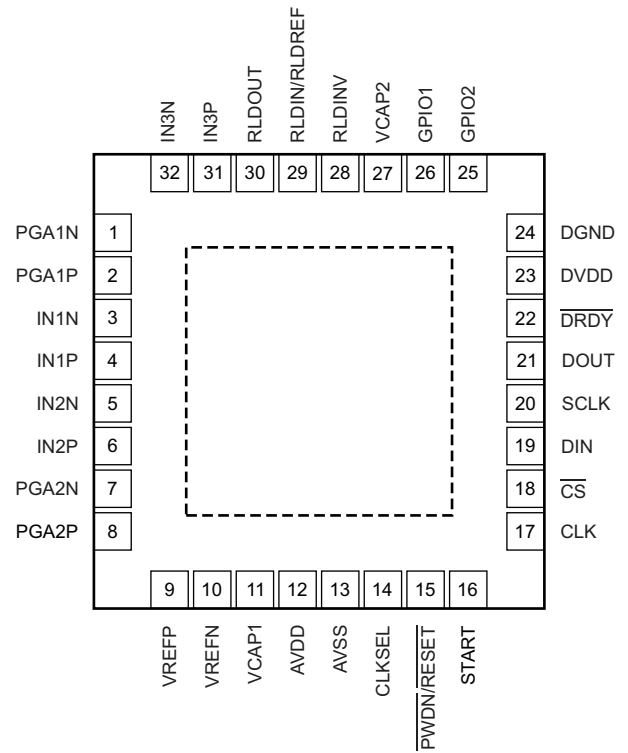 IN3N
IN3P
RLDOUT
RLDIN/RLDREF
RLDINV
VCAP2
GPIO1
GPIO2
32 31 30 29 28 27 26 25
PGA1N 1 24 DGND
PGA1P 2 23 DVDD
IN1N 3 22 DRDY
IN1P 4 21 DOUT
IN2N 5 20 SCLK
IN2P 6 19 DIN
PGA2N 7 18 CS
PGA2P 8 17 CLK
9 10 11 12 13 14 15 16
VREFP
VREFN
VCAP1
AVDD
AVSS
CLKSEL
PWDN/RESET
START